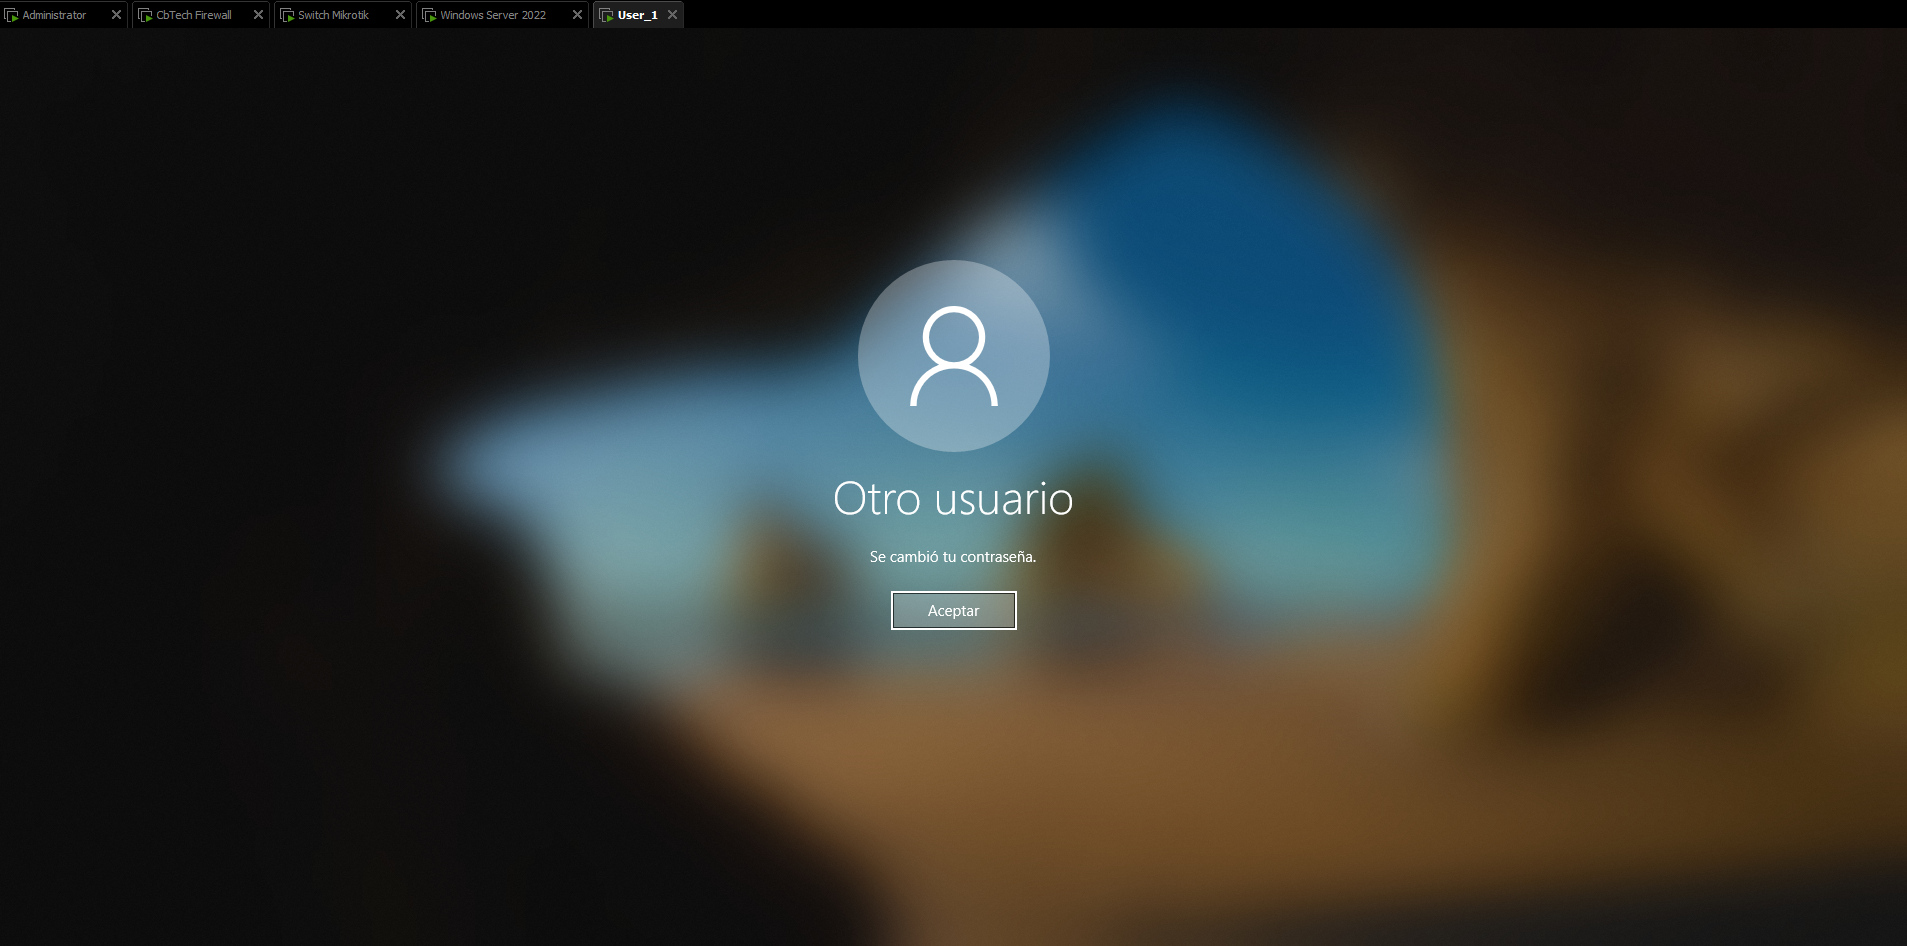 Administrator
CbTech Firewall
Switch Mikrotik
Windows Server 2022
User_1
Otro usuario
Se cambió tu contraseña.
Aceptar